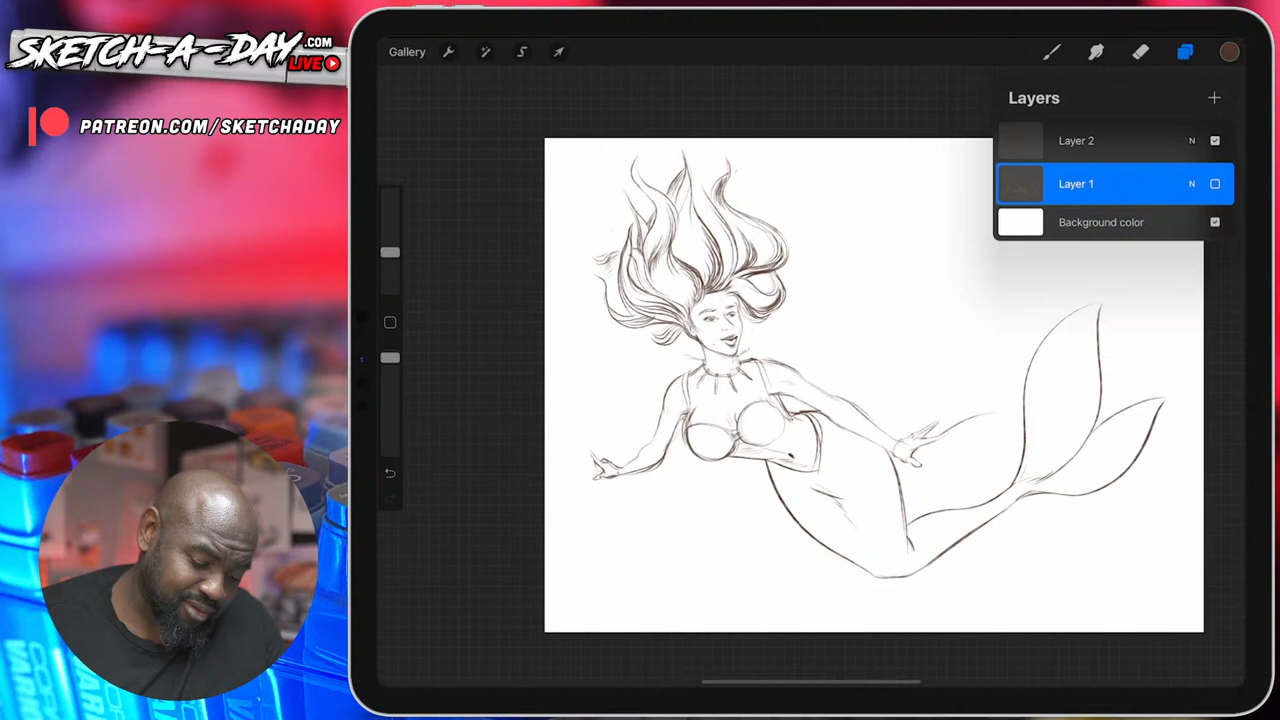 SKETCH-A-DAY.COM
LIVE
PATREON.COM/SKETCHADAY
Gallery
Layers
Layer 2 N
Layer 1 N
Background color